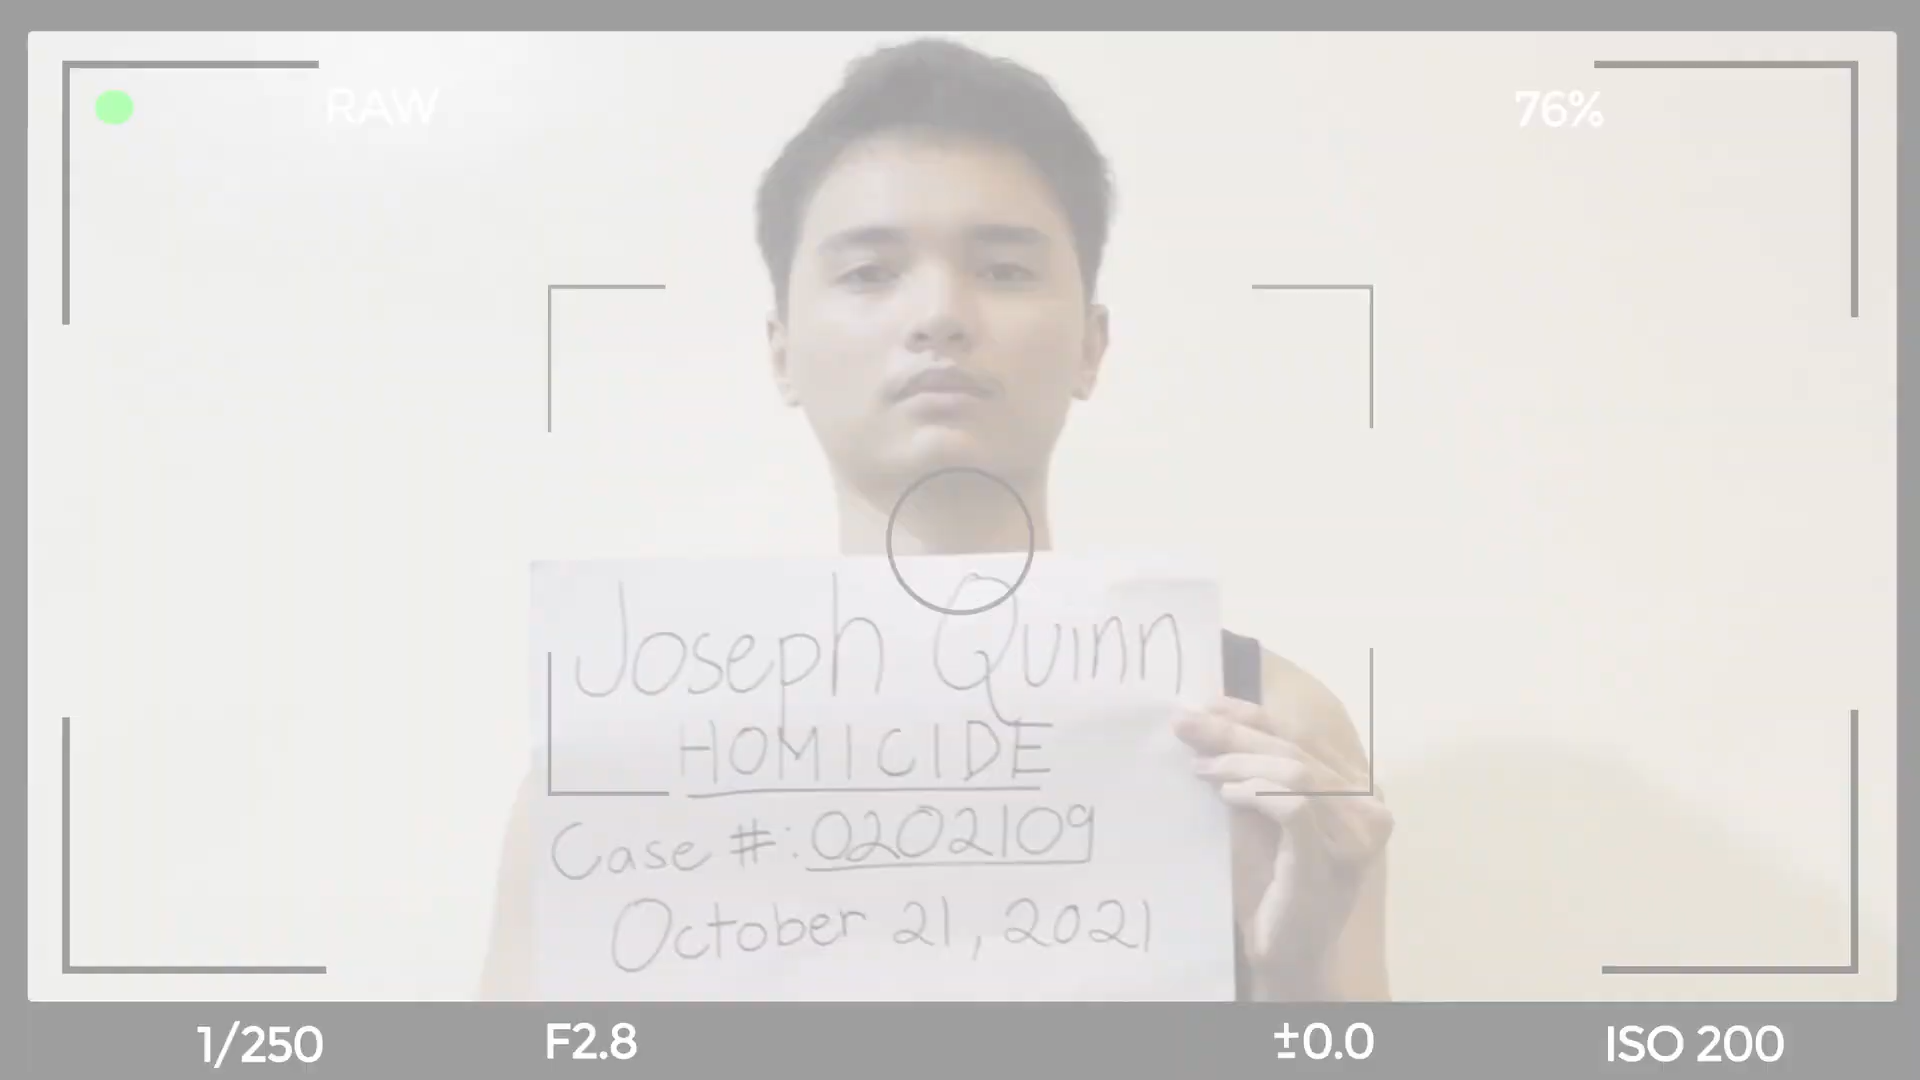 RAW 76%
Joseph Quinn
HOMICIDE
Case #: 0202109
October 21, 2021
1/250 F2.8 ±0.0 ISO 200